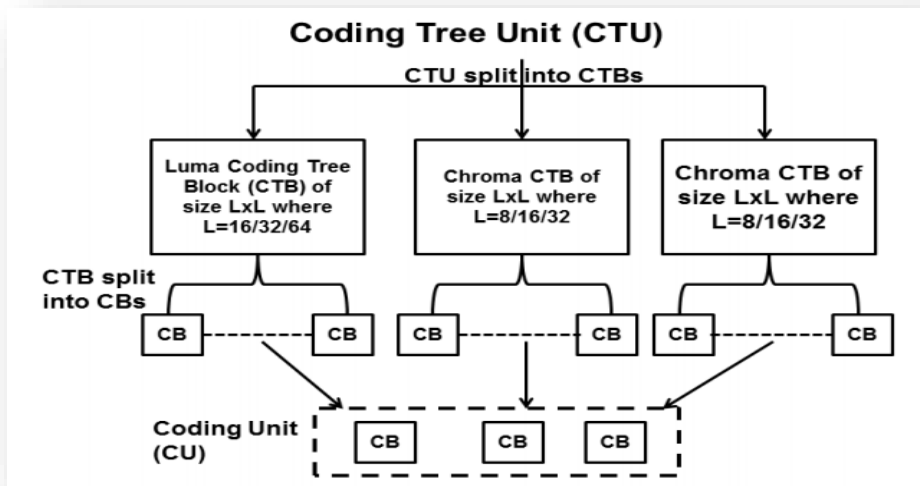 Coding Tree Unit (CTU)
CTU split into CTBs
Luma Coding Tree
Block (CTB) of
size LxL where
L=16/32/64
Chroma CTB of
size LxL where
L=8/16/32
Chroma CTB of
size LxL where
L=8/16/32
CTB split
into CBs
CB
CB
CB
CB
CB
CB
Coding Unit
(CU)
CB
CB
CB